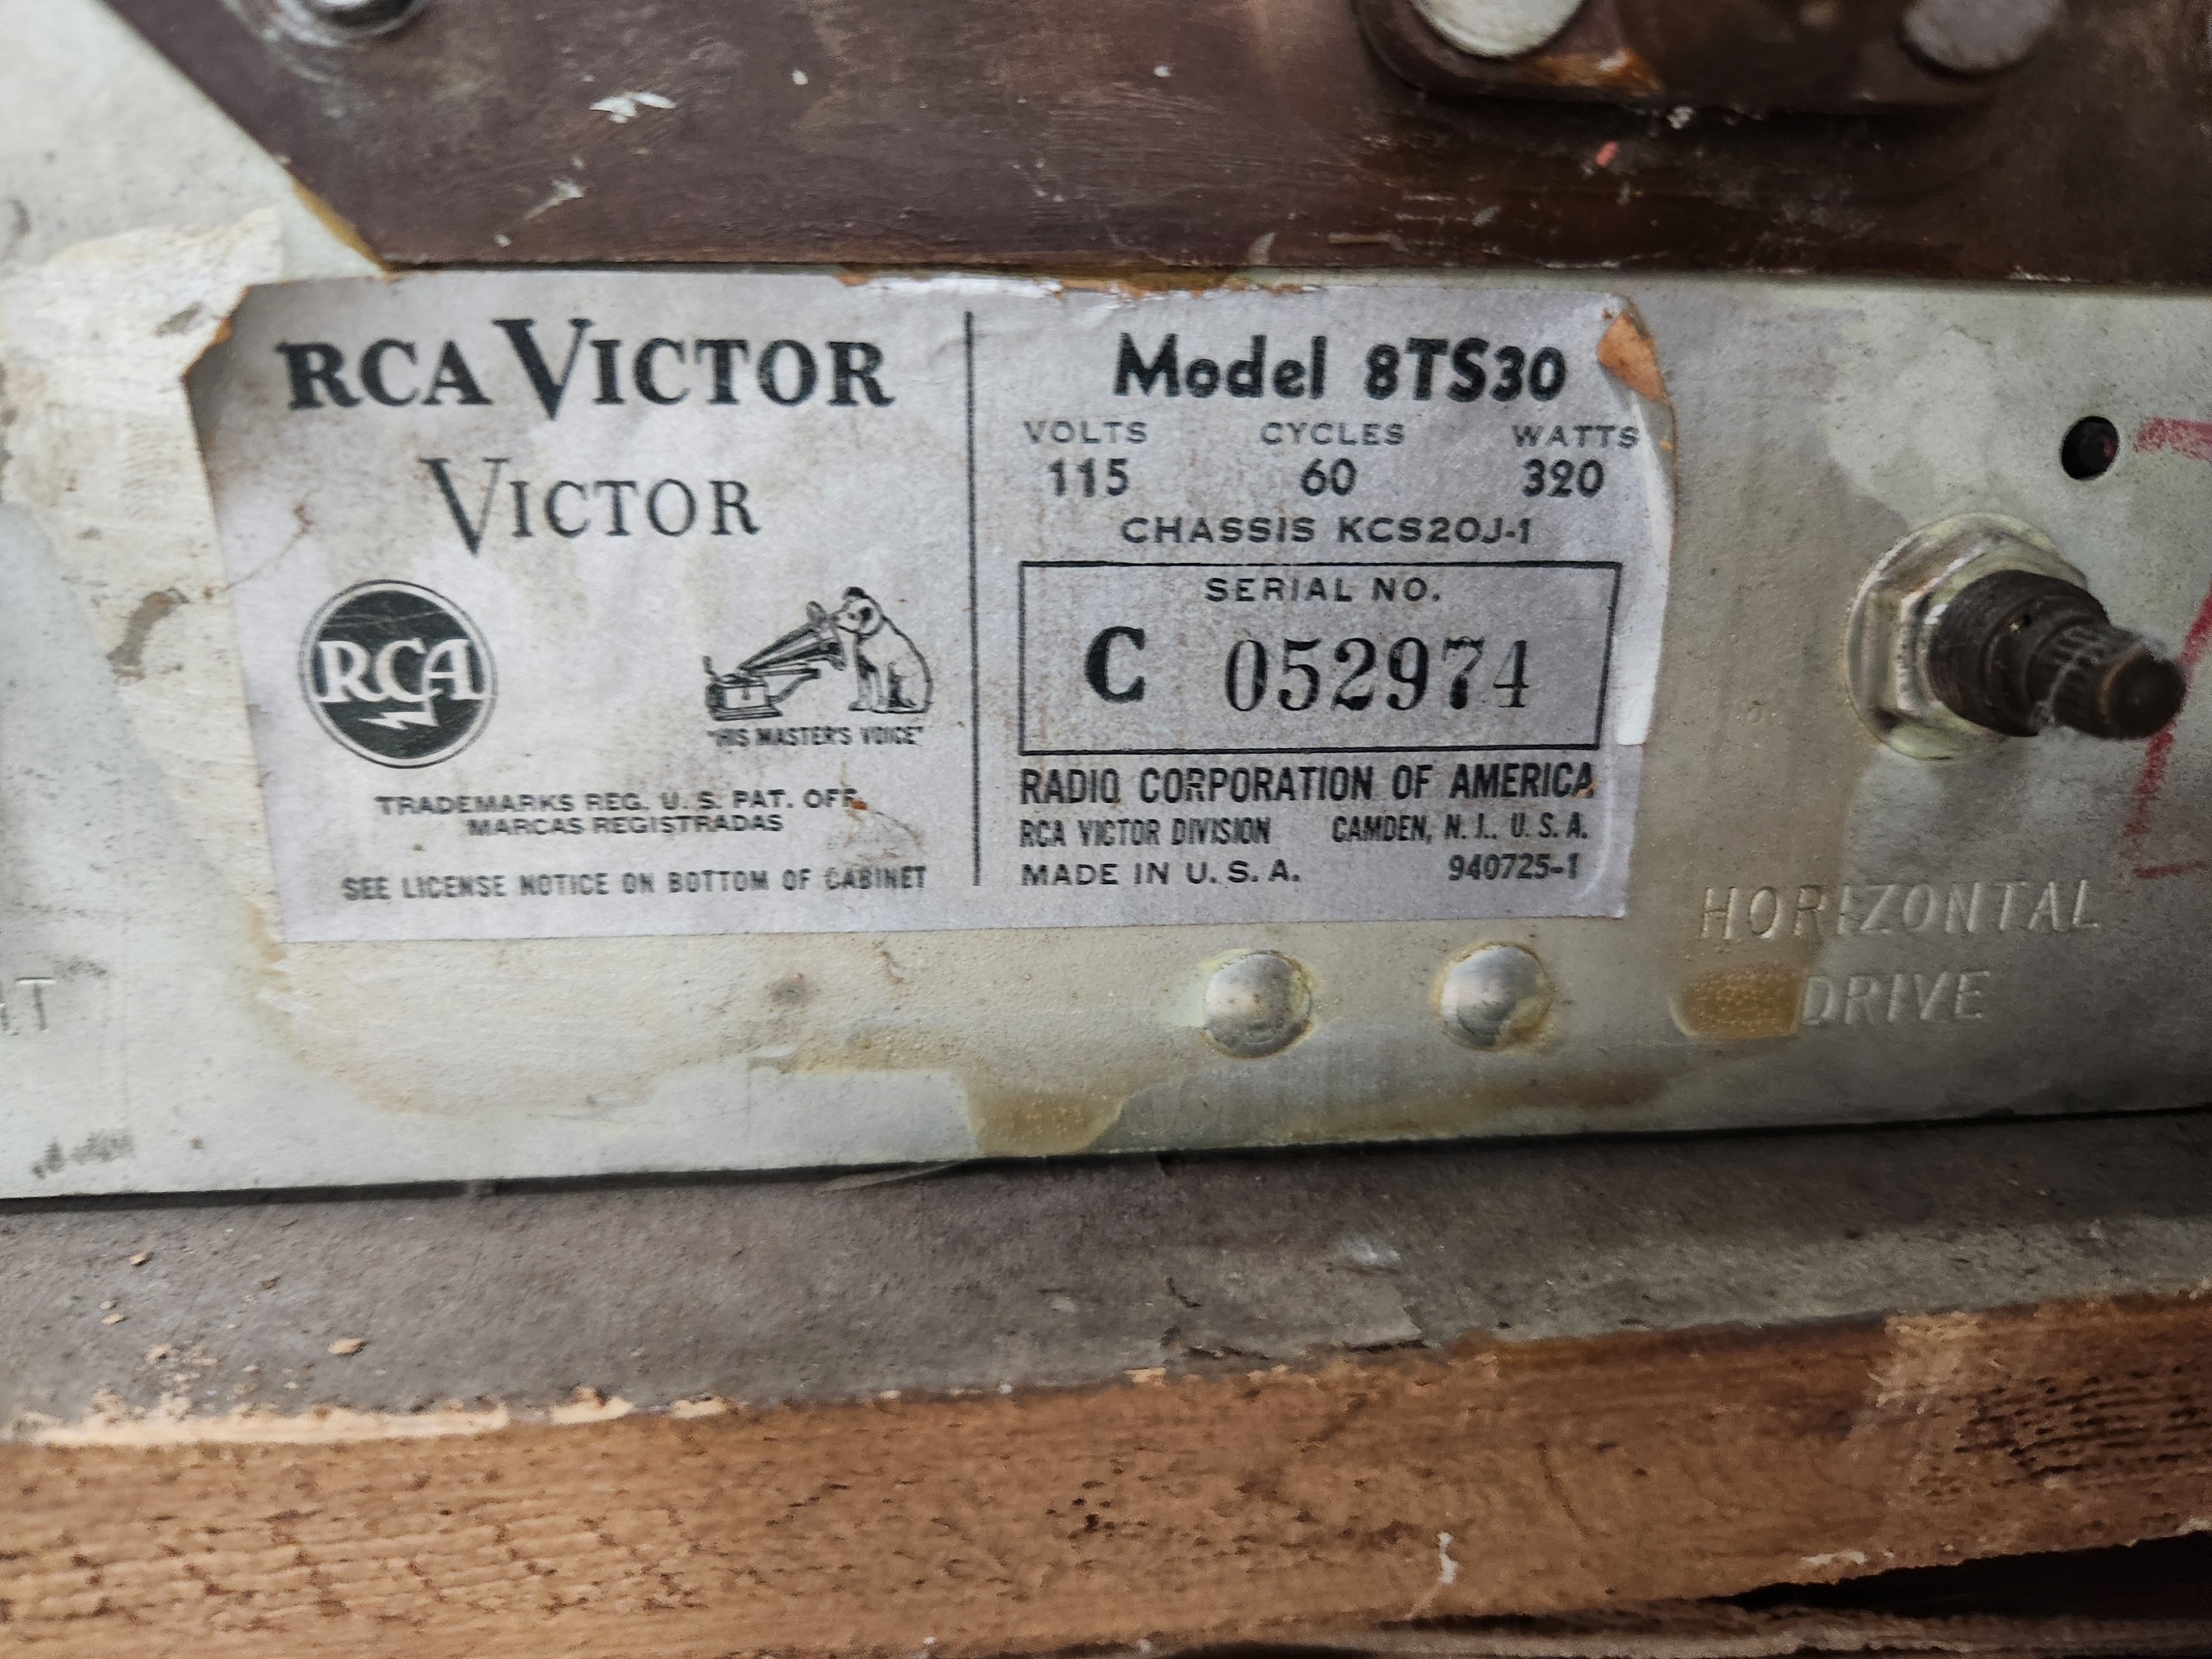 RCA VICTOR
VICTOR
RCA
"HIS MASTER'S VOICE"
TRADEMARKS REG. U. S. PAT. OFF.
MARCAS REGISTRADAS
SEE LICENSE NOTICE ON BOTTOM OF CABINET
Model 8TS30
VOLTS CYCLES WATTS
115 60 320
CHASSIS KCS20J-1
SERIAL NO.
C 052974
RADIO CORPORATION OF AMERICA
RCA VICTOR DIVISION CAMDEN, N. J., U. S. A.
MADE IN U. S. A. 940725-1
HORIZONTAL
DRIVE